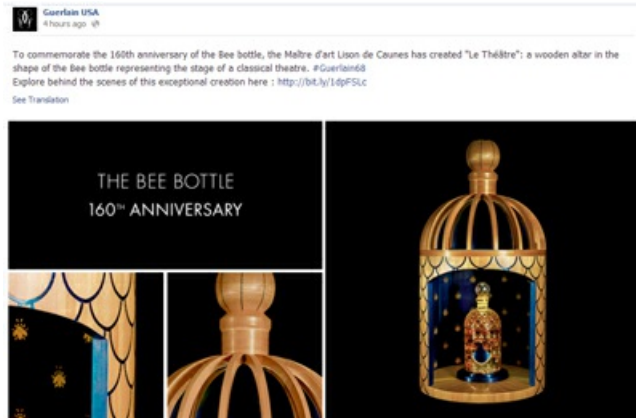 Guerlain USA
4 hours ago
To commemorate the 160th anniversary of the Bee bottle, the Maître d'art Lison de Caunes has created "Le Théâtre": a wooden altar in the
shape of the Bee bottle representing the stage of a classical theatre. #Guerlain68
Explore behind the scenes of this exceptional creation here : http://bit.ly/1dpFSLc
See Translation
THE BEE BOTTLE
160TH ANNIVERSARY